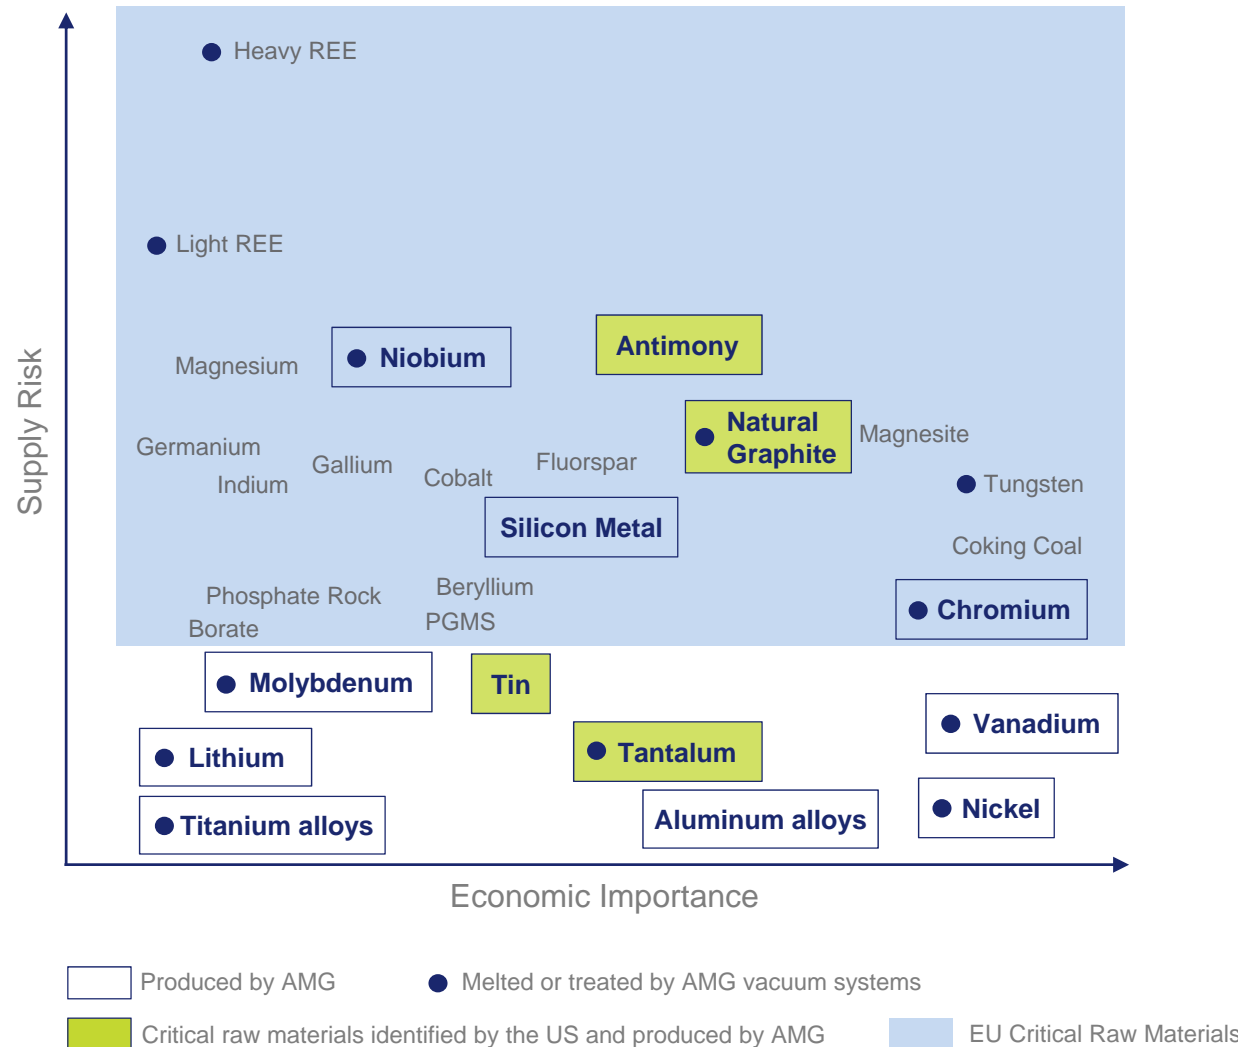 Heavy REE
Light REE
Supply Risk
Antimony
Niobium
Magnesium
Natural
Graphite
Magnesite
Germanium
Gallium
Fluorspar
Indium
Cobalt
Tungsten
Silicon Metal
Coking Coal
Phosphate Rock
Beryllium
Chromium
Borate
PGMS
Molybdenum
Tin
Vanadium
Lithium
Tantalum
Titanium alloys
Aluminum alloys
Nickel
Economic Importance
Produced by AMG
Melted or treated by AMG vacuum systems
Critical raw materials identified by the US and produced by AMG
EU Critical Raw Materials